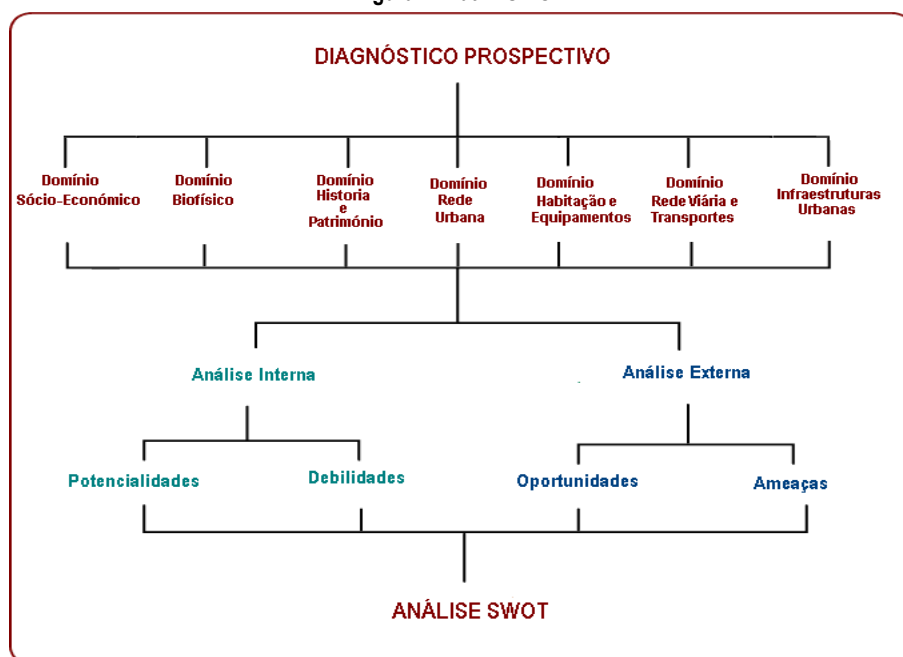 DIAGNÓSTICO PROSPECTIVO
Domínio
Sócio-Económico
Domínio
Biofísico
Domínio
Historia
e
Património
Domínio
Rede
Urbana
Domínio
Habitação e
Equipamentos
Domínio
Rede Viária e
Transportes
Domínio
Infraestruturas
Urbanas
Análise Interna
Análise Externa
Potencialidades
Debilidades
Oportunidades
Ameaças
ANÁLISE SWOT